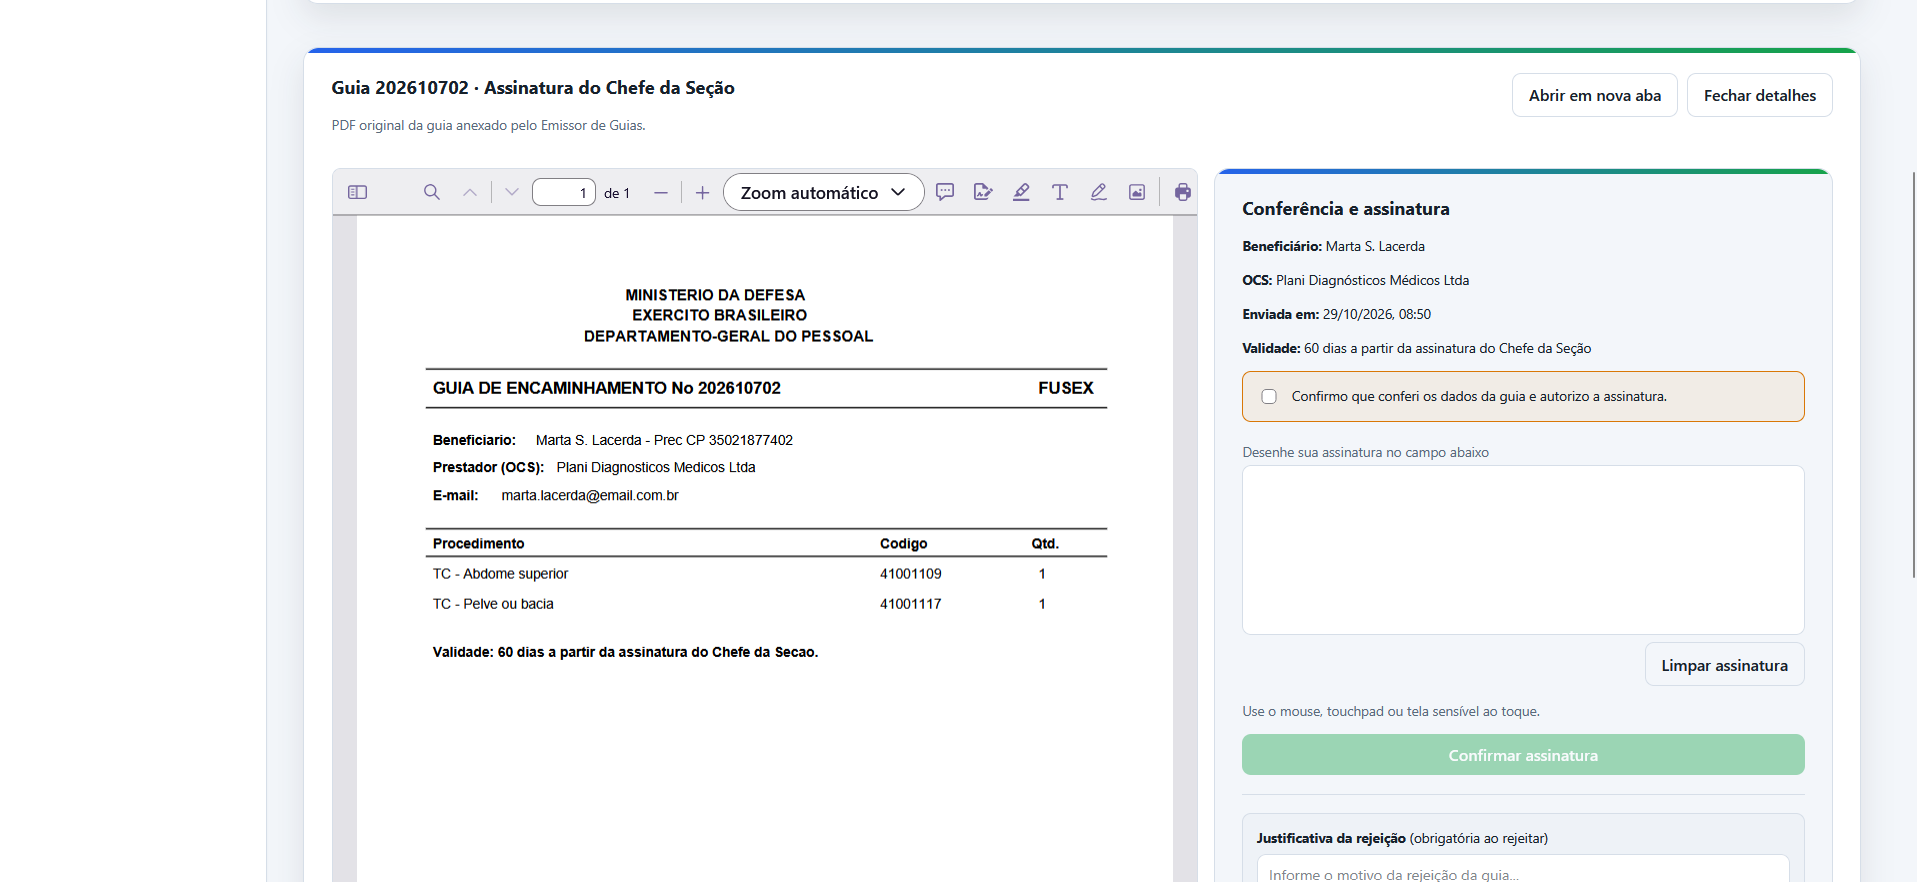 Guia 202610702 · Assinatura do Chefe da Seção
PDF original da guia anexado pelo Emissor de Guias.
Abrir em nova aba
Fechar detalhes
1 de 1
Zoom automático
MINISTERIO DA DEFESA
EXERCITO BRASILEIRO
DEPARTAMENTO-GERAL DO PESSOAL
GUIA DE ENCAMINHAMENTO No 202610702 FUSEX
Beneficiario: Marta S. Lacerda - Prec CP 35021877402
Prestador (OCS): Plani Diagnosticos Medicos Ltda
E-mail: marta.lacerda@email.com.br
Procedimento Codigo Qtd.
TC - Abdome superior 41001109 1
TC - Pelve ou bacia 41001117 1
Validade: 60 dias a partir da assinatura do Chefe da Secao.
Conferência e assinatura
Beneficiário: Marta S. Lacerda
OCS: Plani Diagnósticos Médicos Ltda
Enviada em: 29/10/2026, 08:50
Validade: 60 dias a partir da assinatura do Chefe da Seção
Confirmo que conferi os dados da guia e autorizo a assinatura.
Desenhe sua assinatura no campo abaixo
Limpar assinatura
Use o mouse, touchpad ou tela sensível ao toque.
Confirmar assinatura
Justificativa da rejeição (obrigatória ao rejeitar)
Informe o motivo da rejeição da guia...